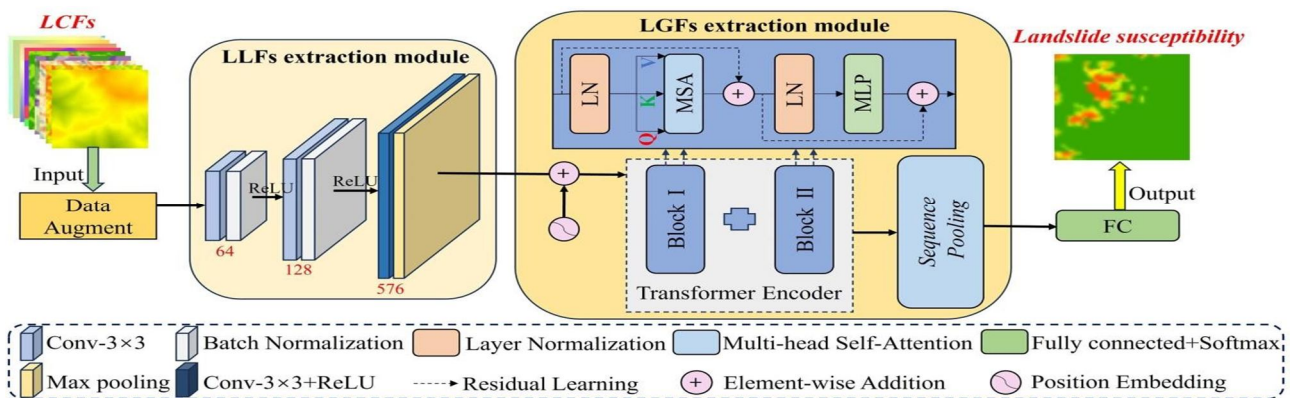 LCFs
Input
Data
Augment
LLFs extraction module
ReLU
ReLU
64
128
576
LGFs extraction module
LN
Q
K
V
MSA
+
LN
MLP
+
+
Block I
Block II
Transformer Encoder
Sequence
Pooling
Landslide susceptibility
Output
FC
Conv-3×3
Batch Normalization
Layer Normalization
Multi-head Self-Attention
Fully connected+Softmax
Max pooling
Conv-3×3+ReLU
Residual Learning
+
Element-wise Addition
Position Embedding